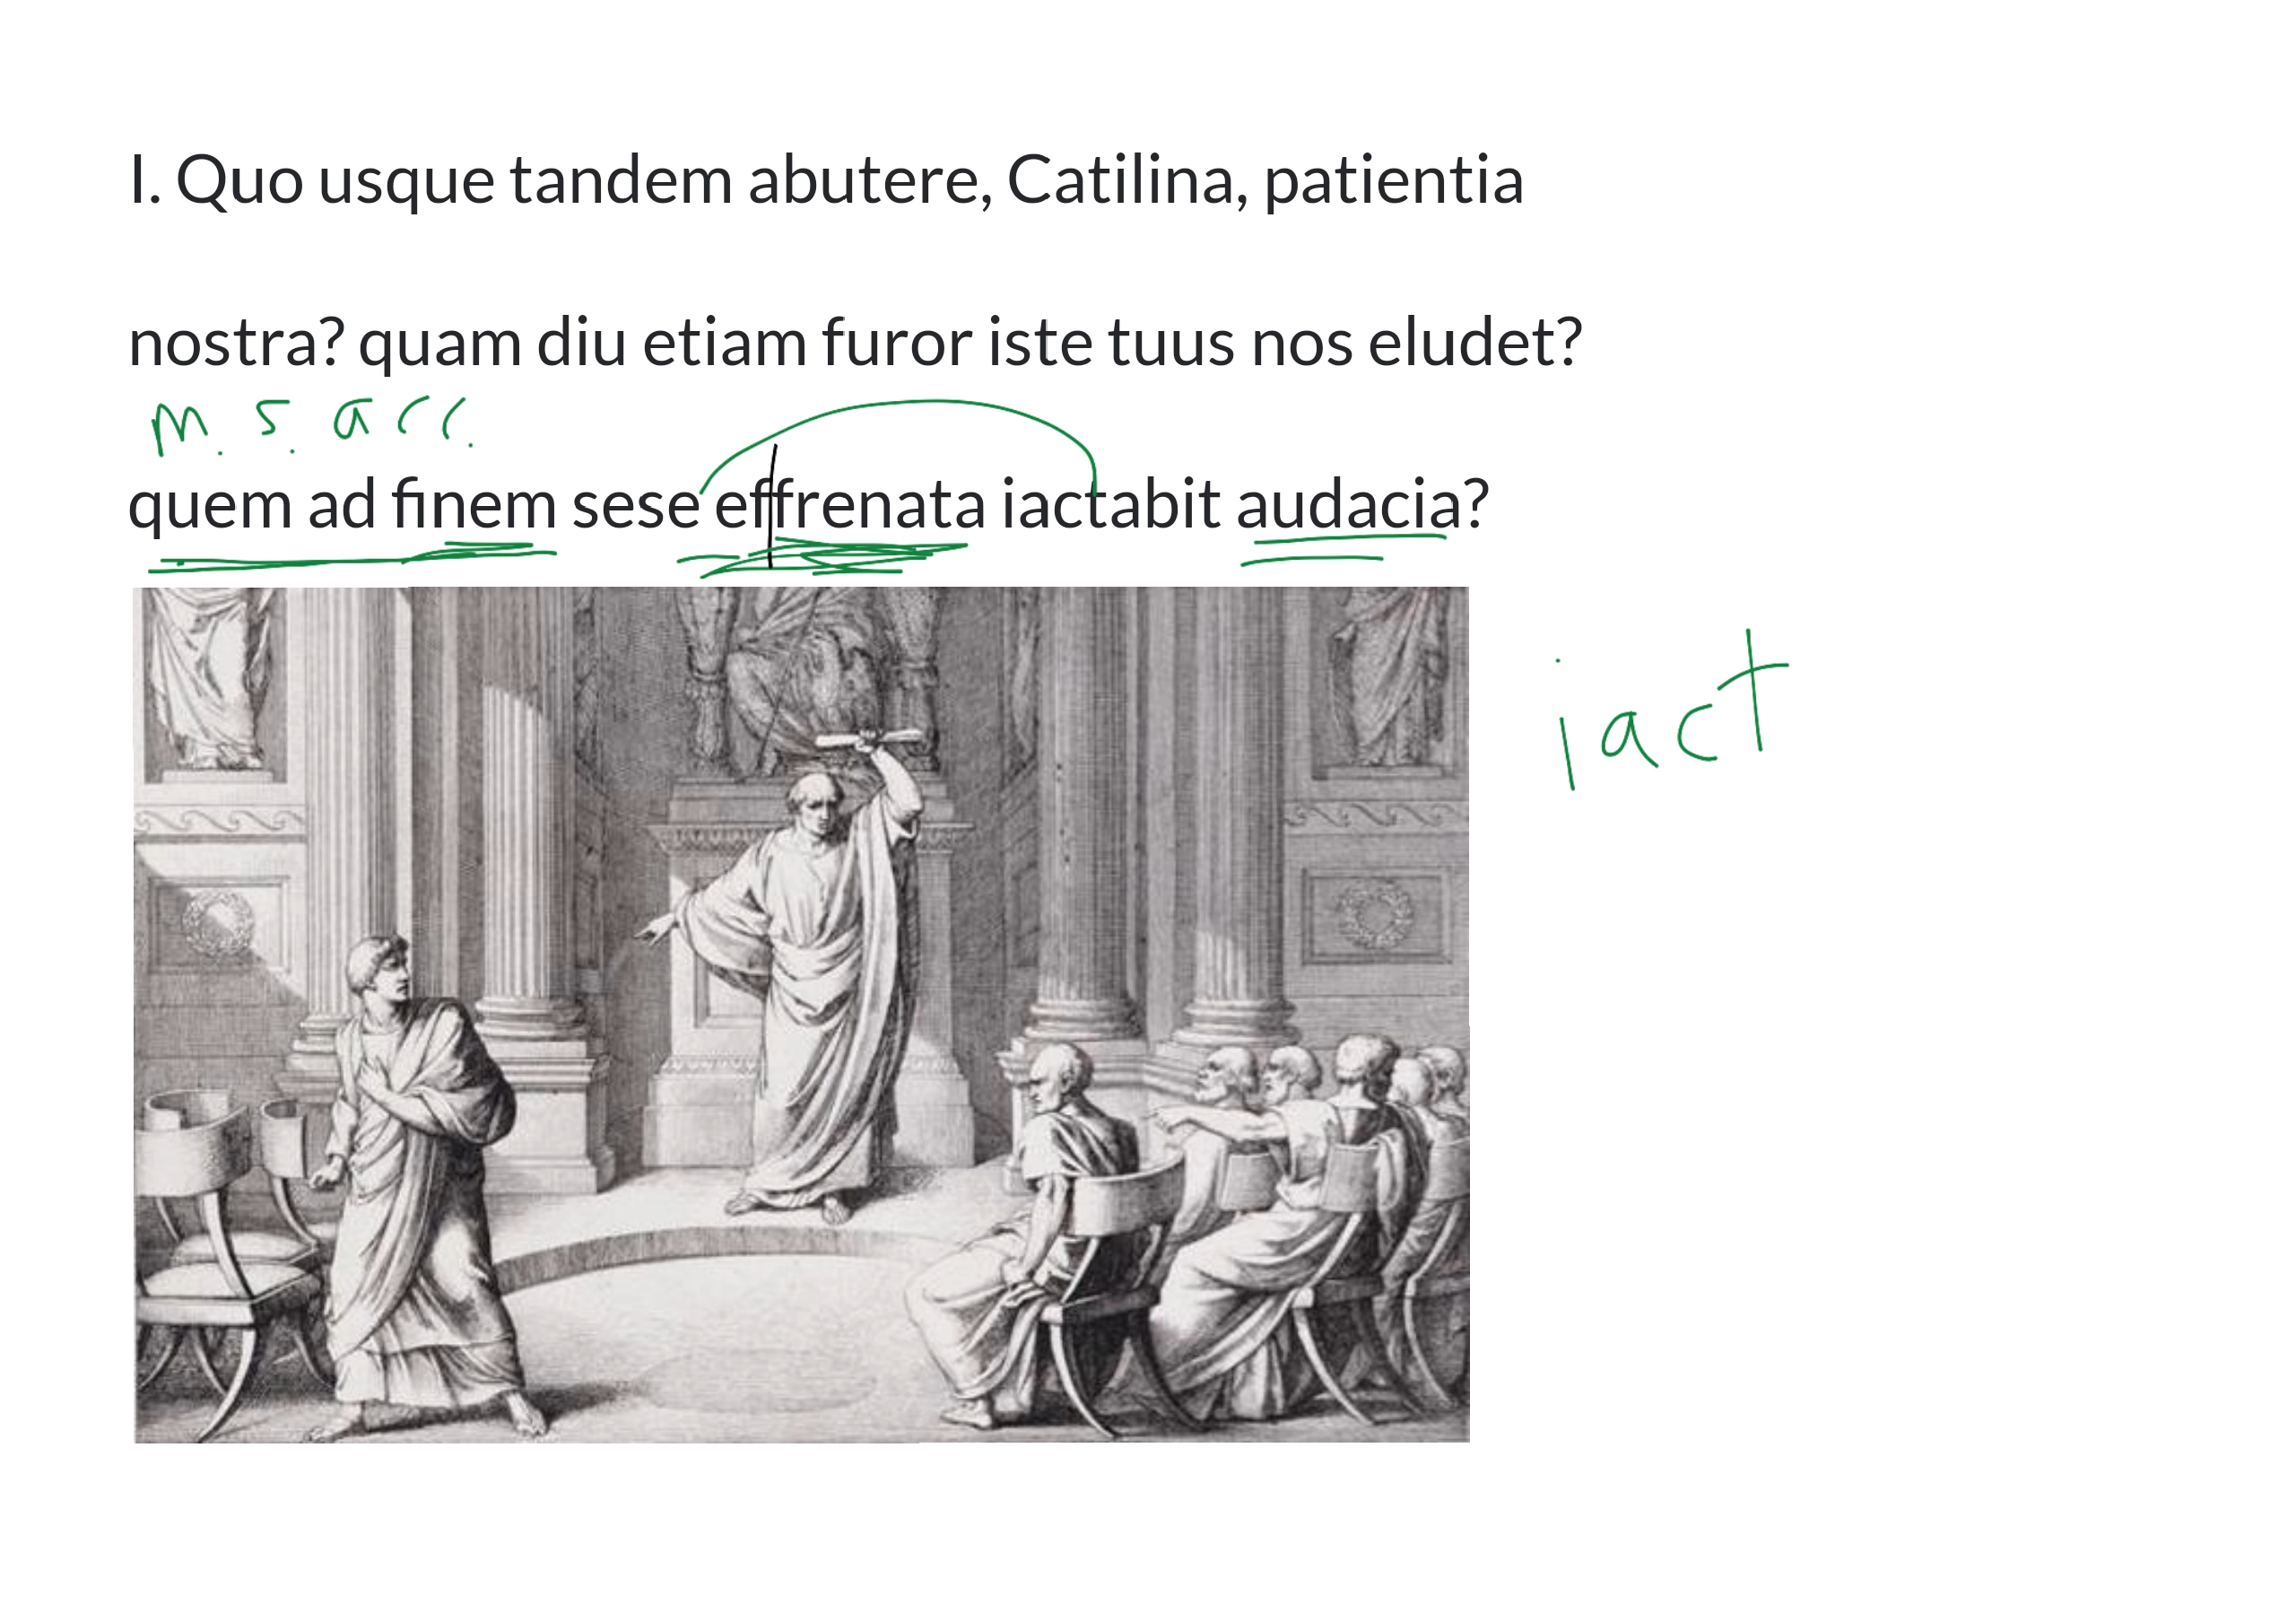 I. Quo usque tandem abutere, Catilina, patientia
nostra? quam diu etiam furor iste tuus nos eludet?
m. s. acc.
quem ad finem sese effrenata iactabit audacia?
iact